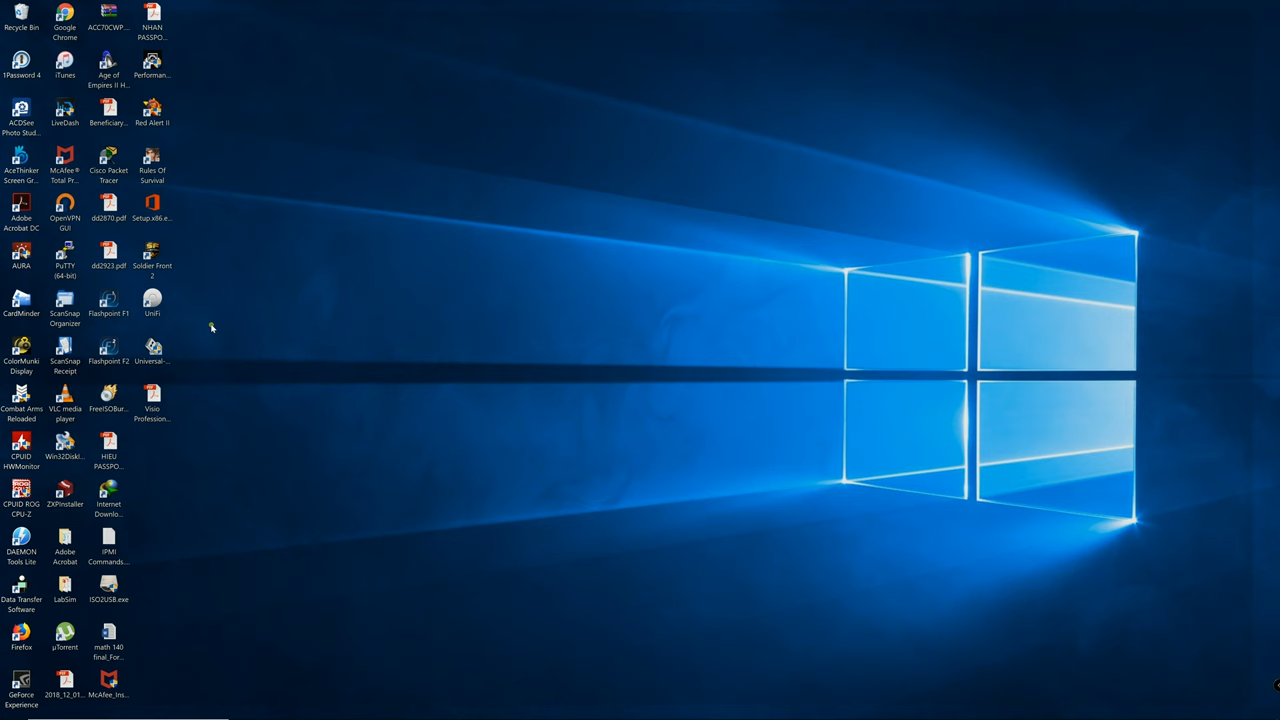 Recycle Bin
1Password 4
ACDSee
Photo Stud...
AceThinker
Screen Gr...
Adobe
Acrobat DC
AURA
CardMinder
ColorMunki
Display
Combat Arms
Reloaded
CPUID
HWMonitor
CPUID ROG
CPU-Z
DAEMON
Tools Lite
Data Transfer
Software
Firefox
GeForce
Experience
Google
Chrome
iTunes
LiveDash
McAfee®
Total Pr...
OpenVPN
GUI
PuTTY
(64-bit)
ScanSnap
Organizer
ScanSnap
Receipt
VLC media
player
Win32DiskI...
ZXPInstaller
Adobe
Acrobat
LabSim
µTorrent
2018_12_01...
ACC70CWP....
Age of
Empires II H...
Beneficiary...
Cisco Packet
Tracer
dd2870.pdf
dd2923.pdf
Flashpoint F1
Flashpoint F2
FreeISOBur...
HIEU
PASSPO...
Internet
Downlo...
IPMI
Commands....
ISO2USB.exe
math 140
final_For...
McAfee_Ins...
NHAN
PASSPO...
Performan...
Red Alert II
Rules Of
Survival
Setup.x86.e...
Soldier Front
2
UniFi
Universal-...
Visio
Profession...